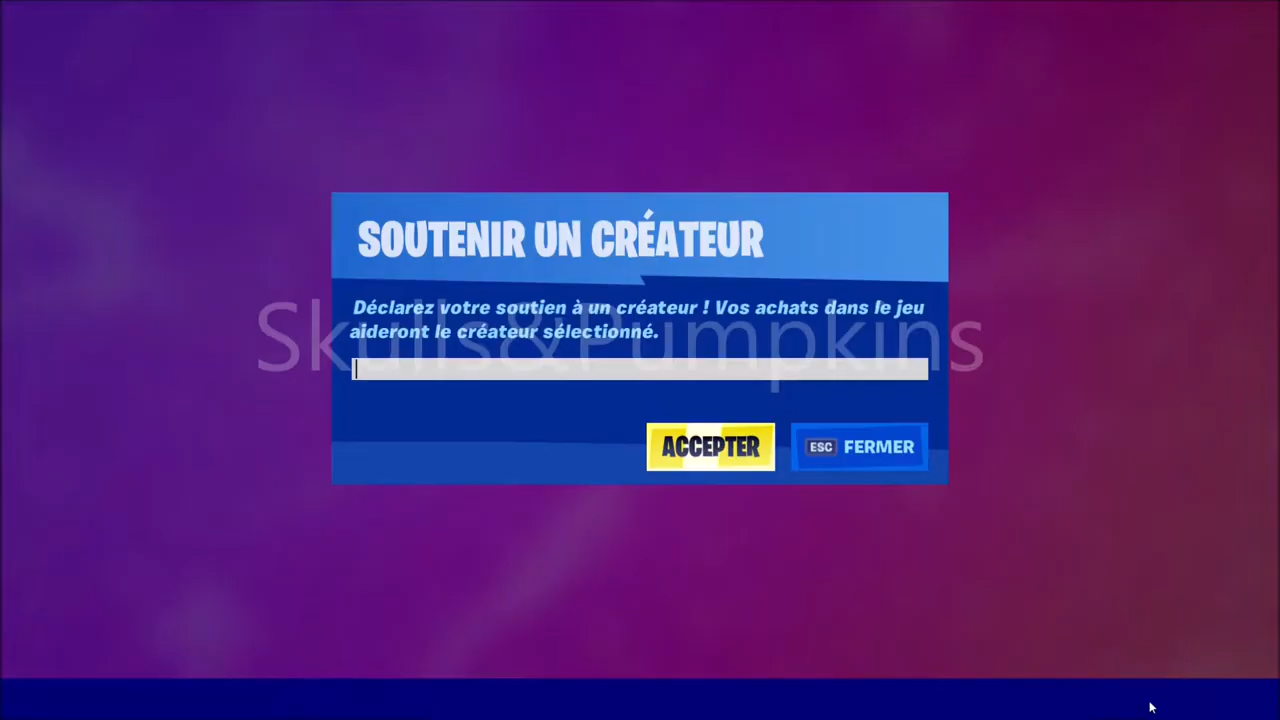 SOUTENIR UN CRÉATEUR
Déclarez votre soutien à un créateur ! Vos achats dans le jeu
aideront le créateur sélectionné.
Skulls&Pumpkins
ACCEPTER
ESC FERMER